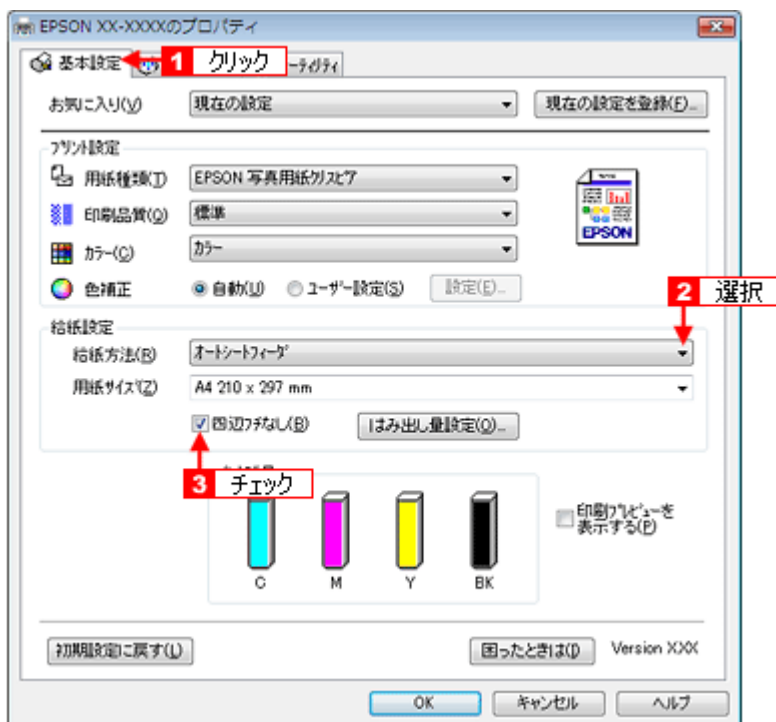 EPSON XX-XXXXのプロパティ
基本設定
1 クリック
ーティリティ
お気に入り(V) 現在の設定 現在の設定を登録(F)...
プリント設定
用紙種類(T) EPSON 写真用紙クリスピア
印刷品質(Q) 標準
カラー(C) カラー
EPSON
色補正 自動(U) ユーザー設定(S) 設定(E)...
2 選択
給紙設定
給紙方法(R) オートシートフィーダ
用紙サイズ(Z) A4 210 x 297 mm
四辺フチなし(B) はみ出し量設定(O)...
3 チェック
印刷プレビューを
表示する(P)
C M Y BK
初期設定に戻す(L) 困ったときは(I) Version X.XX
OK キャンセル ヘルプ